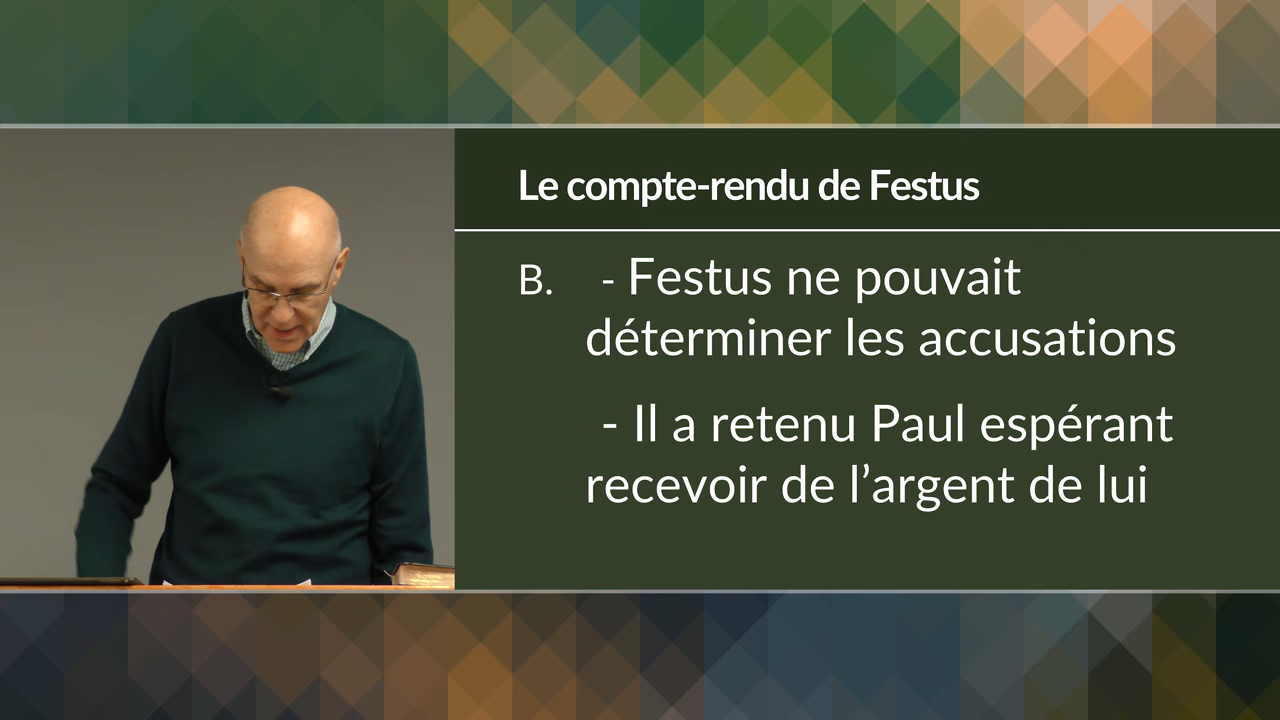 Le compte-rendu de Festus
B. - Festus ne pouvait
déterminer les accusations
- Il a retenu Paul espérant
recevoir de l’argent de lui